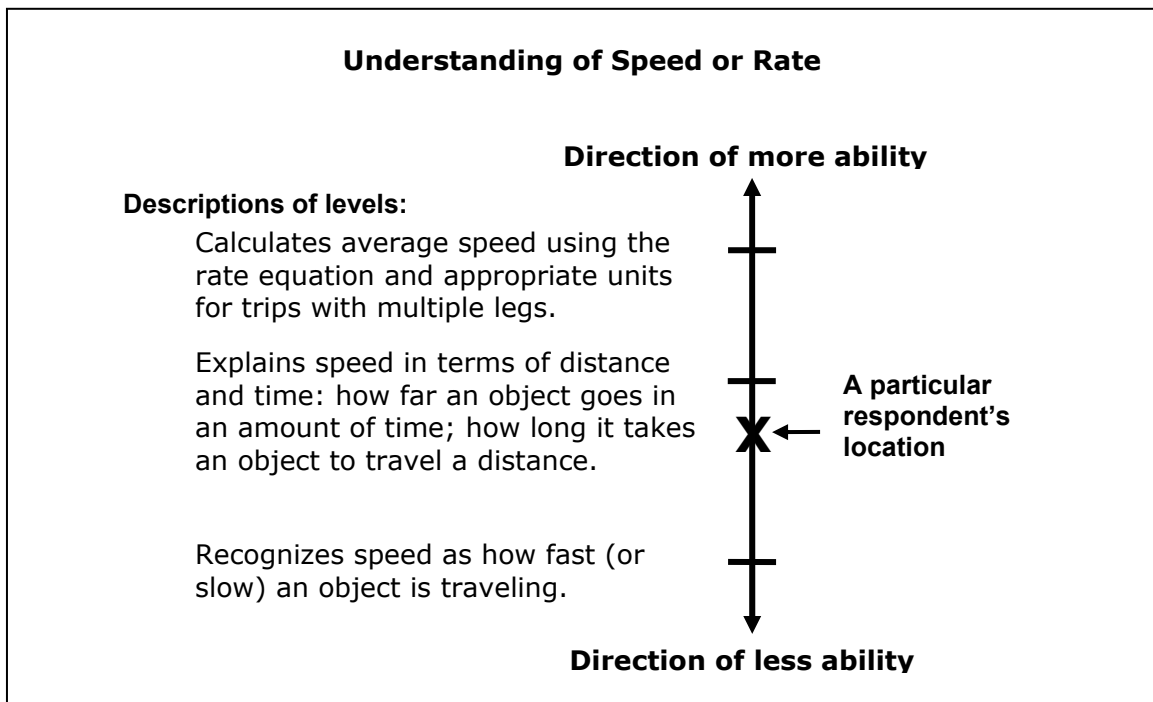 Understanding of Speed or Rate
Direction of more ability
Descriptions of levels:
Calculates average speed using the
rate equation and appropriate units
for trips with multiple legs.
Explains speed in terms of distance
and time: how far an object goes in
an amount of time; how long it takes
an object to travel a distance.
X
A particular
respondent’s
location
Recognizes speed as how fast (or
slow) an object is traveling.
Direction of less ability